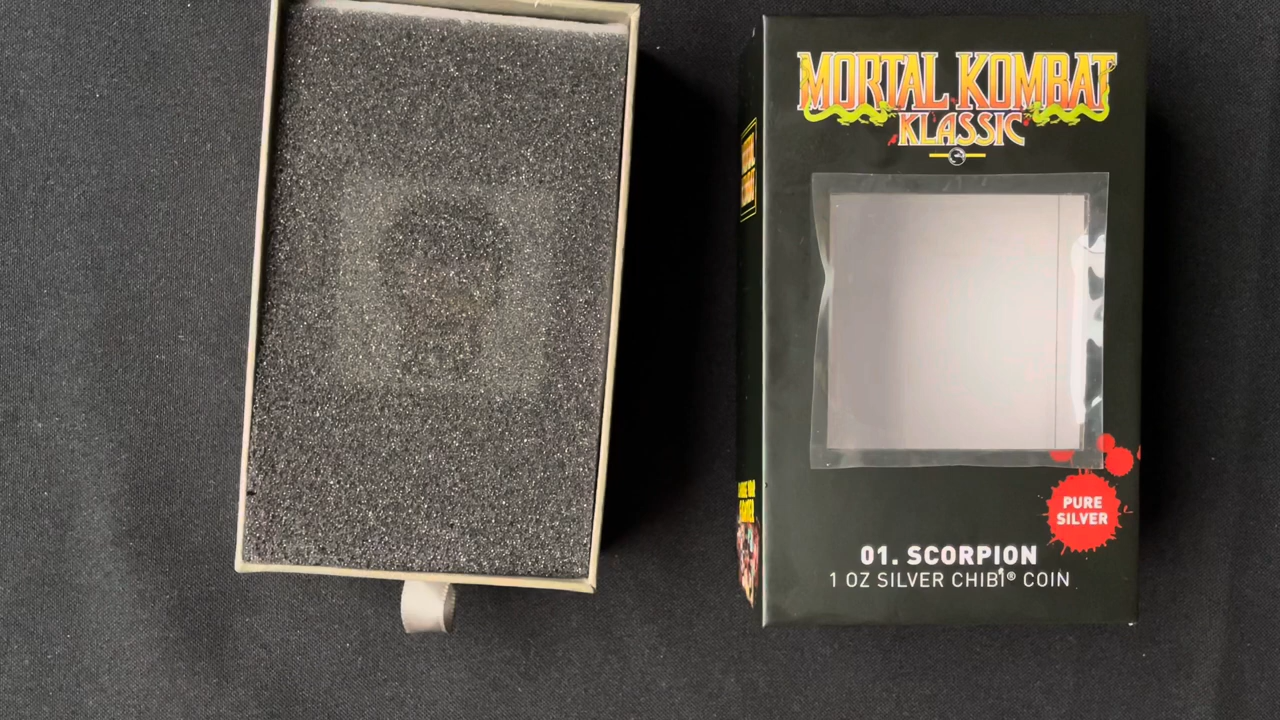 MORTAL KOMBAT
KLASSIC
PURE
SILVER
01. SCORPION
1 OZ SILVER CHIBI® COIN